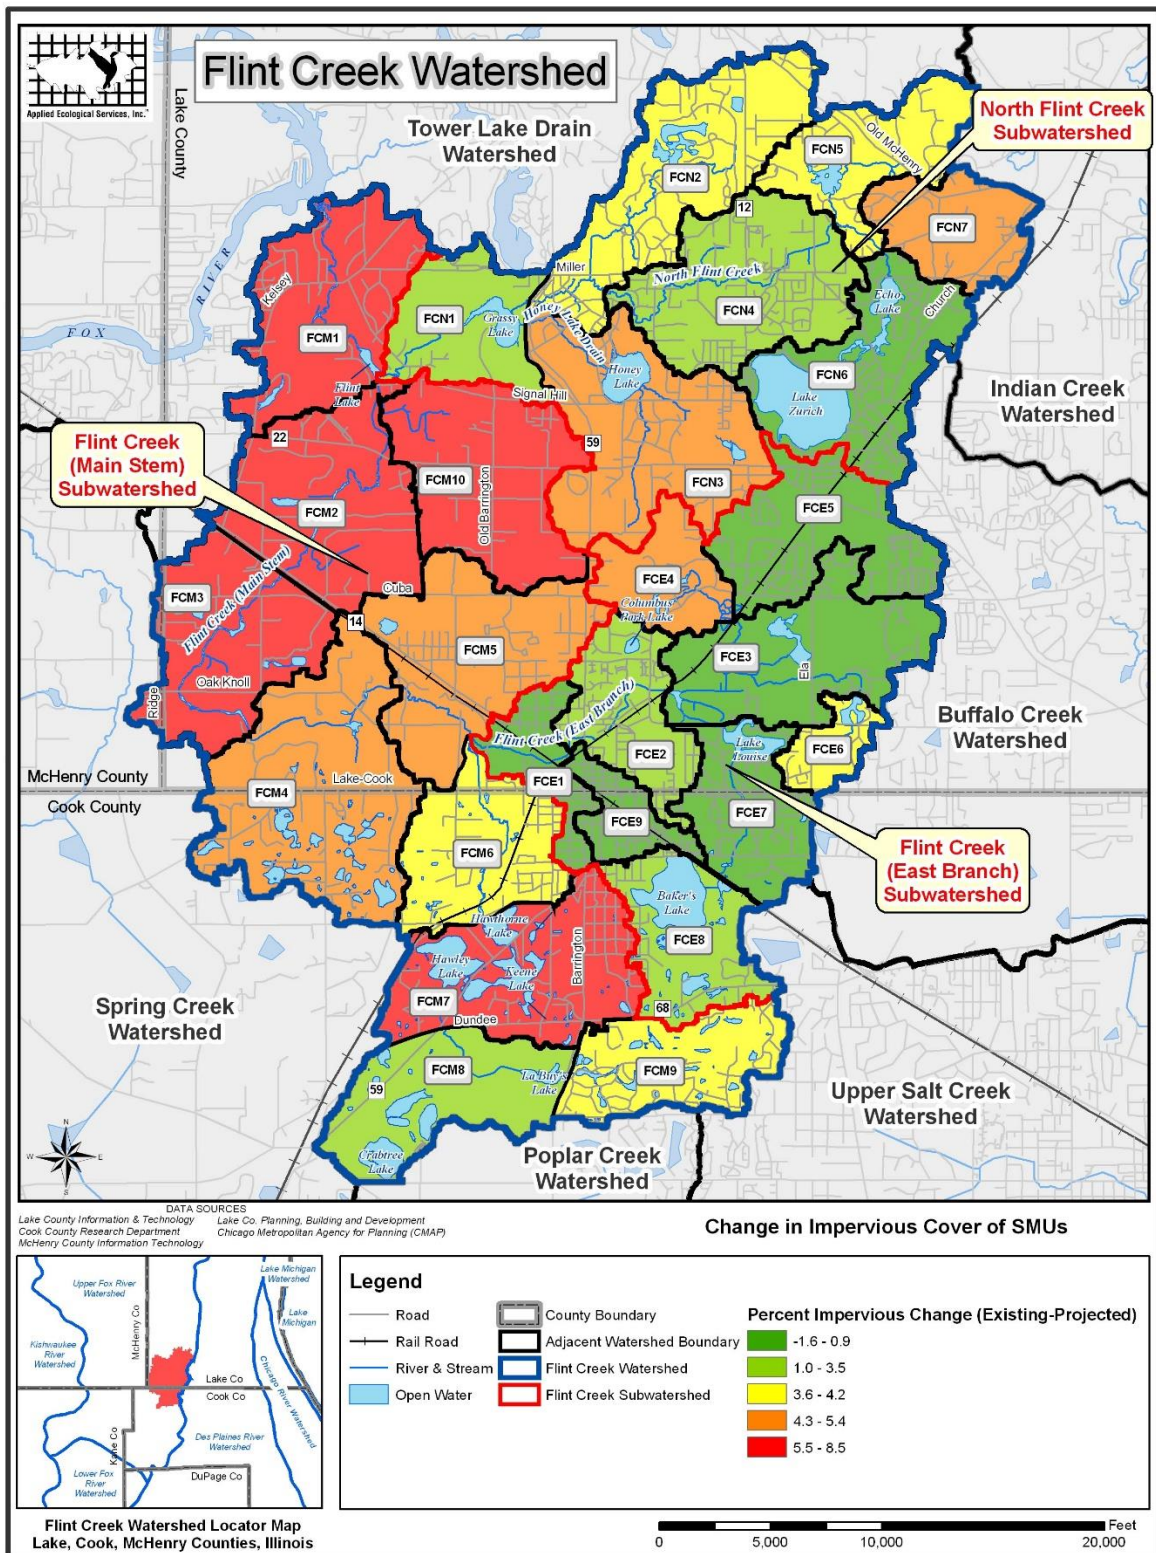 Applied Ecological Services, Inc.™
Flint Creek Watershed
Lake County
Tower Lake Drain
Watershed
North Flint Creek
Subwatershed
Old McHenry
FCN5
FCN2
12
FCN7
RIVER
Kelsey
Miller
North Flint Creek
Echo
Lake
Church
FOX
FCM1
FCN1
Grassy
Lake
Honey Lake Drain
FCN4
Honey
Lake
FCN6
Lake
Zurich
Indian Creek
Watershed
Flint
Lake
Signal Hill
Flint Creek
(Main Stem)
Subwatershed
22
59
FCM10
FCN3
FCM2
Old Barrington
FCE5
Flint Creek (Main Stem)
FCM3
Cuba
FCE4
Columbus
Park Lake
14
FCM5
FCE3
Ela
Oak Knoll
Ridge
Flint Creek (East Branch)
Buffalo Creek
Watershed
FCE2
Lake
Louise
FCE6
McHenry County
Cook County
Lake-Cook
FCM4
FCE1
FCE7
FCE9
FCM6
Flint Creek
(East Branch)
Subwatershed
Baker's
Lake
Hawthorne
Lake
FCE8
Hawley
Lake
Keene
Lake
Barrington
Spring Creek
Watershed
FCM7
Dundee
68
FCM8
La Buy's
Lake
FCM9
59
Upper Salt Creek
Watershed
Crabtree
Lake
Poplar Creek
Watershed
N
W E
S
DATA SOURCES
Lake County Information & Technology
Cook County Research Department
McHenry County Information Technology
Lake Co. Planning, Building and Development
Chicago Metropolitan Agency for Planning (CMAP)
Change in Impervious Cover of SMUs
Upper Fox River
Watershed
Lake Michigan
Watershed
Lake
Michigan
McHenry Co
Kishwaukee
River
Watershed
Chicago River Watershed
Lake Co
Cook Co
Kane Co
Des Plaines River
Watershed
Lower Fox
River
Watershed
DuPage Co
Flint Creek Watershed Locator Map
Lake, Cook, McHenry Counties, Illinois
Legend
Road
Rail Road
River & Stream
Open Water
County Boundary
Adjacent Watershed Boundary
Flint Creek Watershed
Flint Creek Subwatershed
Percent Impervious Change (Existing-Projected)
-1.6 - 0.9
1.0 - 3.5
3.6 - 4.2
4.3 - 5.4
5.5 - 8.5
Feet
0 5,000 10,000 20,000